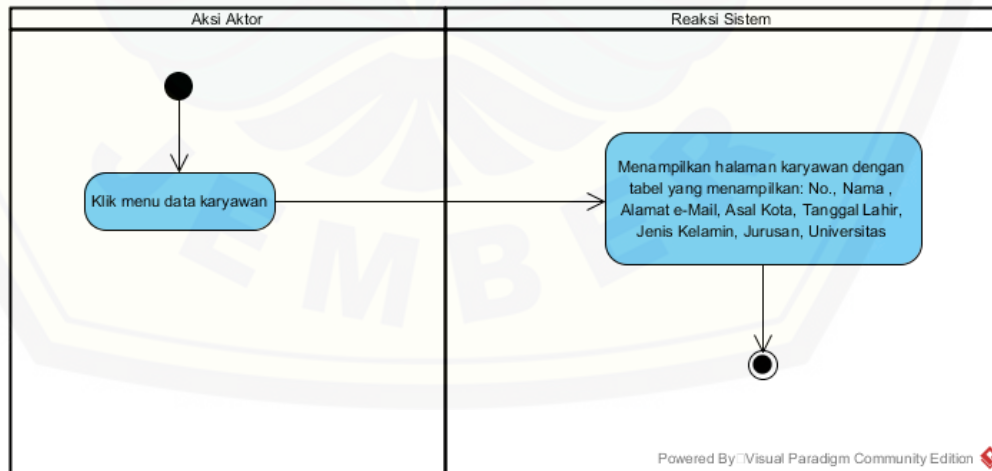 Aksi Aktor
Reaksi Sistem
Klik menu data karyawan
Menampilkan halaman karyawan dengan
tabel yang menampilkan: No., Nama ,
Alamat e-Mail, Asal Kota, Tanggal Lahir,
Jenis Kelamin, Jurusan, Universitas
JEMBER
Powered By□Visual Paradigm Community Edition